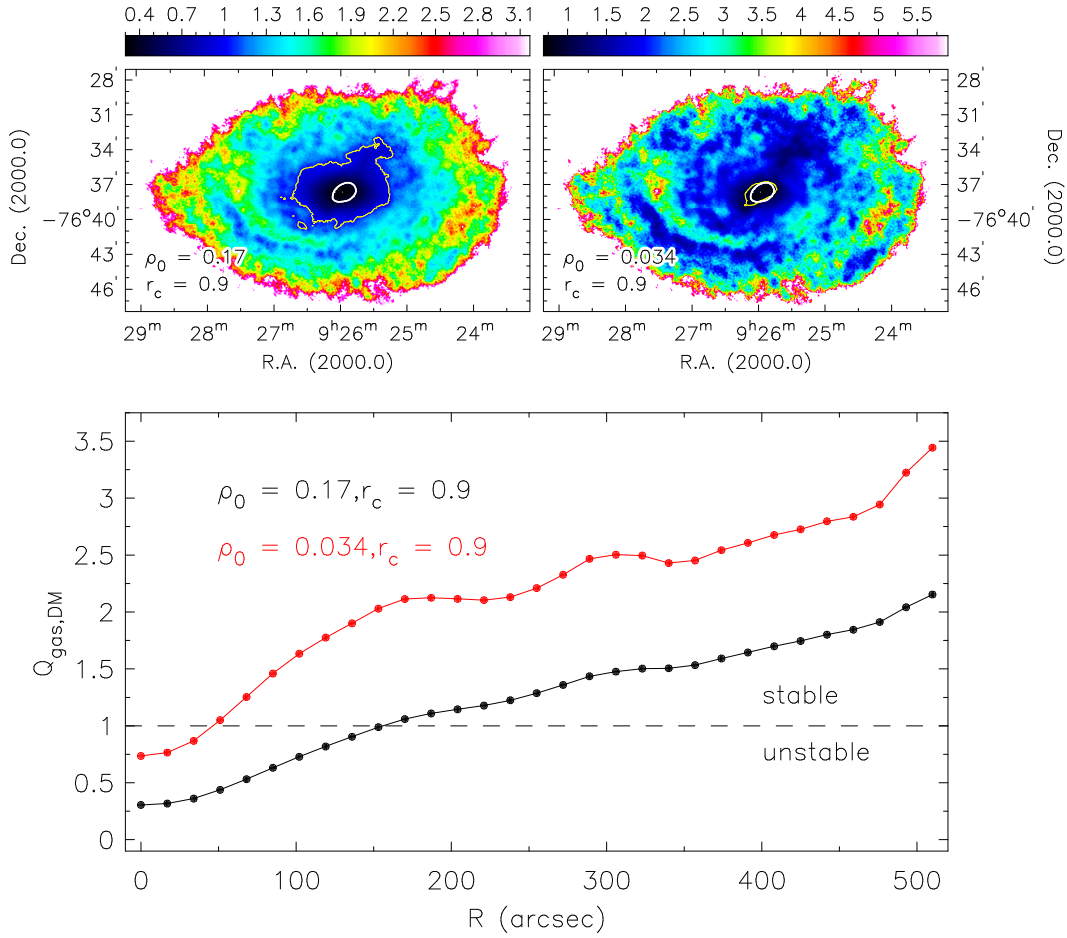 0.4 0.7 1 1.3 1.6 1.9 2.2 2.5 2.8 3.1
1 1.5 2 2.5 3 3.5 4 4.5 5 5.5
28'
31'
34'
37'
−76°40'
43'
46'
Dec. (2000.0)
ρ0 = 0.17
rc = 0.9
29m 28m 27m 9h26m 25m 24m
R.A. (2000.0)
ρ0 = 0.034
rc = 0.9
29m 28m 27m 9h26m 25m 24m
R.A. (2000.0)
28'
31'
34'
37'
−76°40'
43'
46'
Dec. (2000.0)
3.5
3
2.5
2
1.5
1
0.5
0
Qgas,DM
ρ0 = 0.17,rc = 0.9
ρ0 = 0.034,rc = 0.9
stable
unstable
0 100 200 300 400 500
R (arcsec)